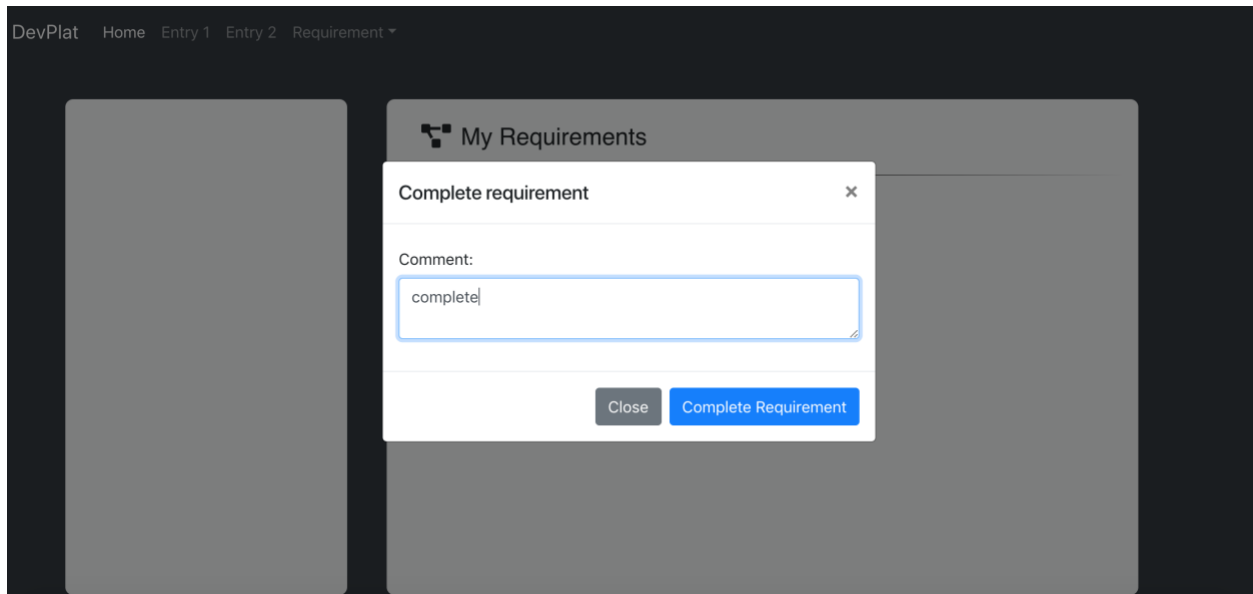 DevPlat Home Entry 1 Entry 2 Requirement
My Requirements
Complete requirement ×
Comment:
complete
Close Complete Requirement